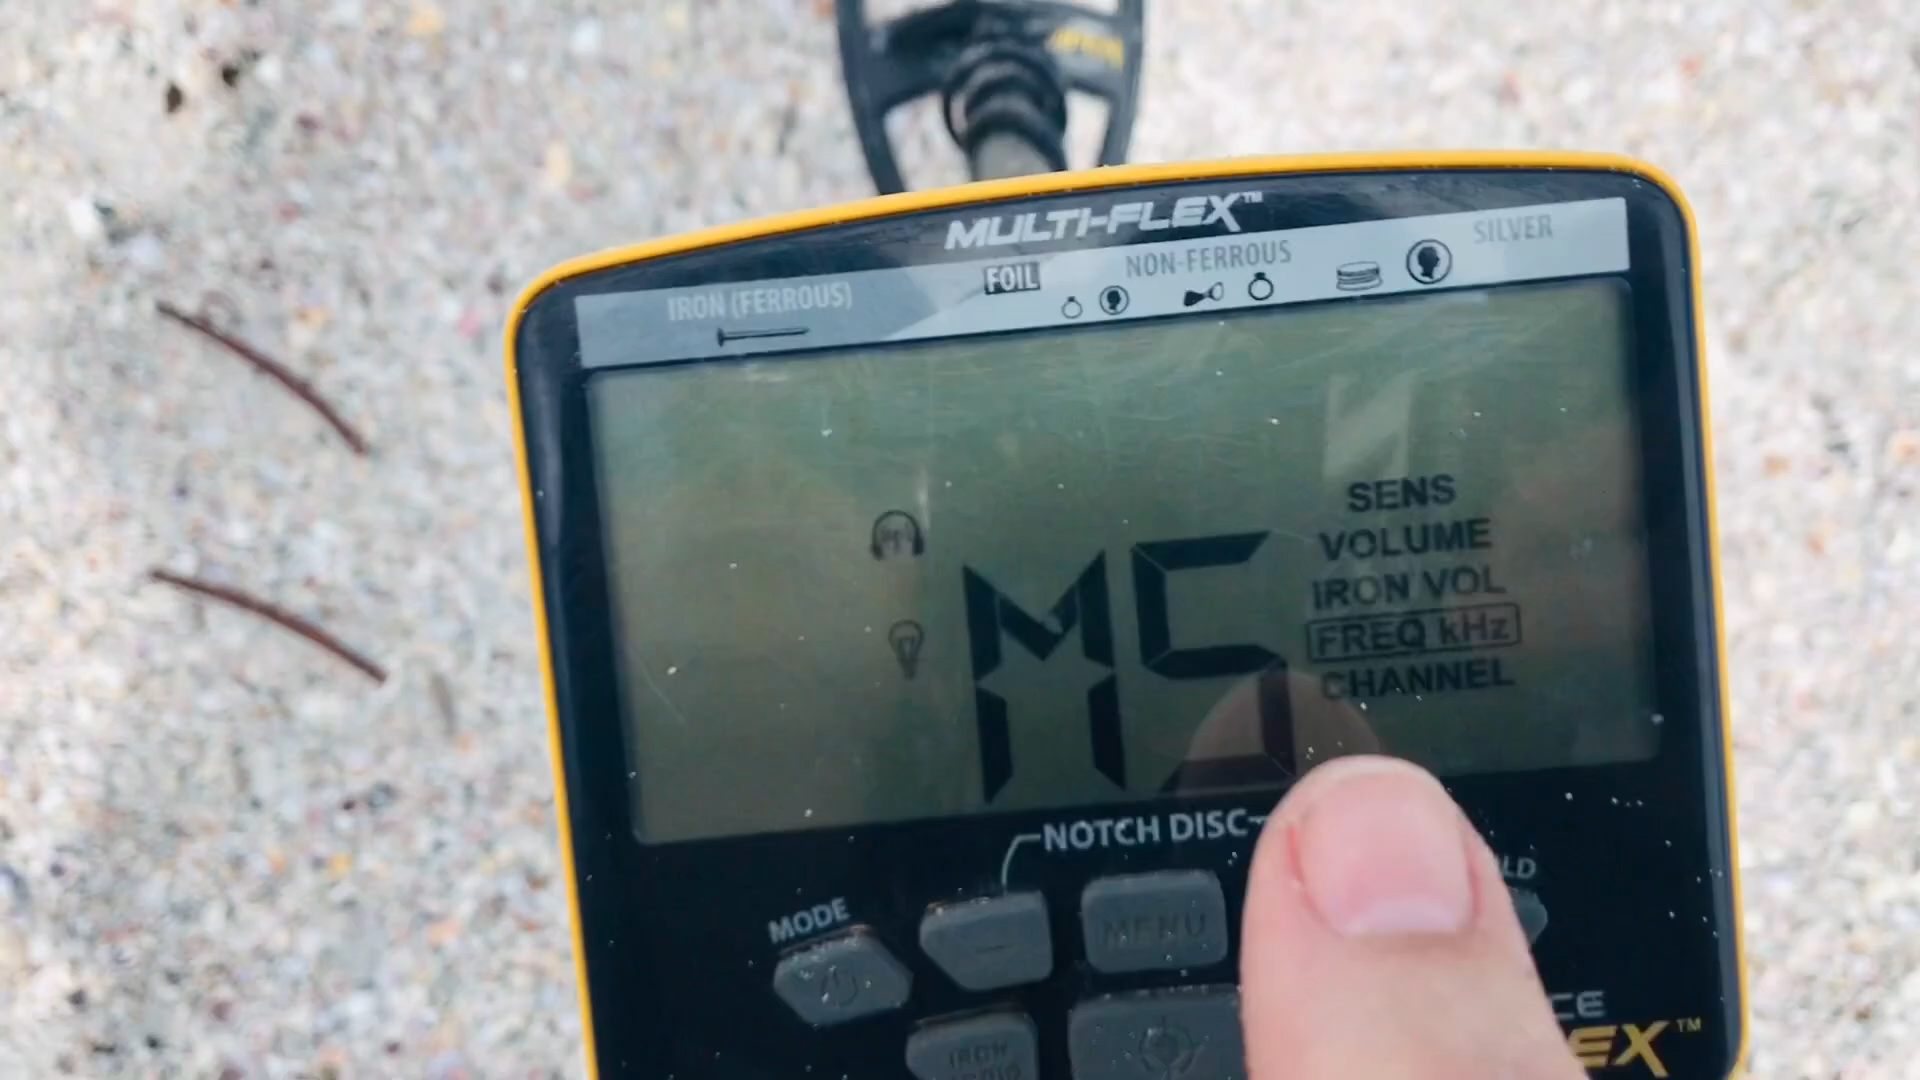 MULTI-FLEX™
IRON (FERROUS)
FOIL
NON-FERROUS
SILVER
M5
SENS
VOLUME
IRON VOL
FREQ kHz
CHANNEL
NOTCH DISC
MODE
MENU
IRON